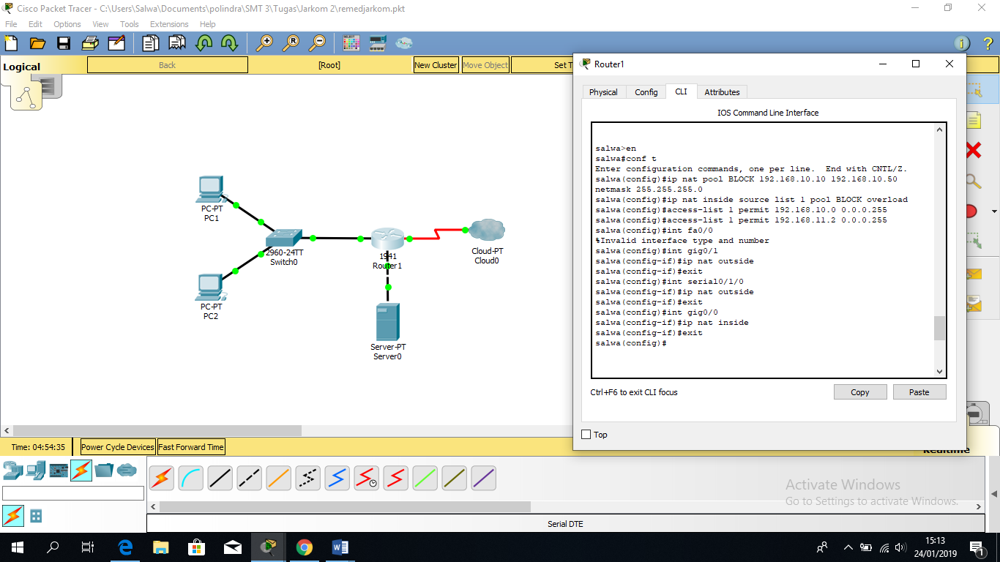 Cisco Packet Tracer - C:\Users\Salwa\Documents\polindra\SMT 3\Tugas\Jarkom 2\remedjarkom.pkt
File Edit Options View Tools Extensions Help
Logical
Back
[Root]
New Cluster
Move Object
Set T
PC-PT
PC1
2960-24TT
Switch0
PC-PT
PC2
1941
Router1
Cloud-PT
Cloud0
Server-PT
Server0
Router1
Physical Config CLI Attributes
IOS Command Line Interface
salwa>en
salwa#conf t
Enter configuration commands, one per line.  End with CNTL/Z.
salwa(config)#ip nat pool BLOCK 192.168.10.10 192.168.10.50
netmask 255.255.255.0
salwa(config)#ip nat inside source list 1 pool BLOCK overload
salwa(config)#access-list 1 permit 192.168.10.0 0.0.0.255
salwa(config)#access-list 1 permit 192.168.11.2 0.0.0.255
salwa(config)#int fa0/0
%Invalid interface type and number
salwa(config)#int gig0/1
salwa(config-if)#ip nat outside
salwa(config-if)#exit
salwa(config)#int serial0/1/0
salwa(config-if)#ip nat outside
salwa(config-if)#exit
salwa(config)#int gig0/0
salwa(config-if)#ip nat inside
salwa(config-if)#exit
salwa(config)#
Ctrl+F6 to exit CLI focus
Copy
Paste
Top
Time: 04:54:35
Power Cycle Devices
Fast Forward Time
Realtime
Activate Windows
Go to Settings to activate Windows.
Serial DTE
15:13
24/01/2019
1